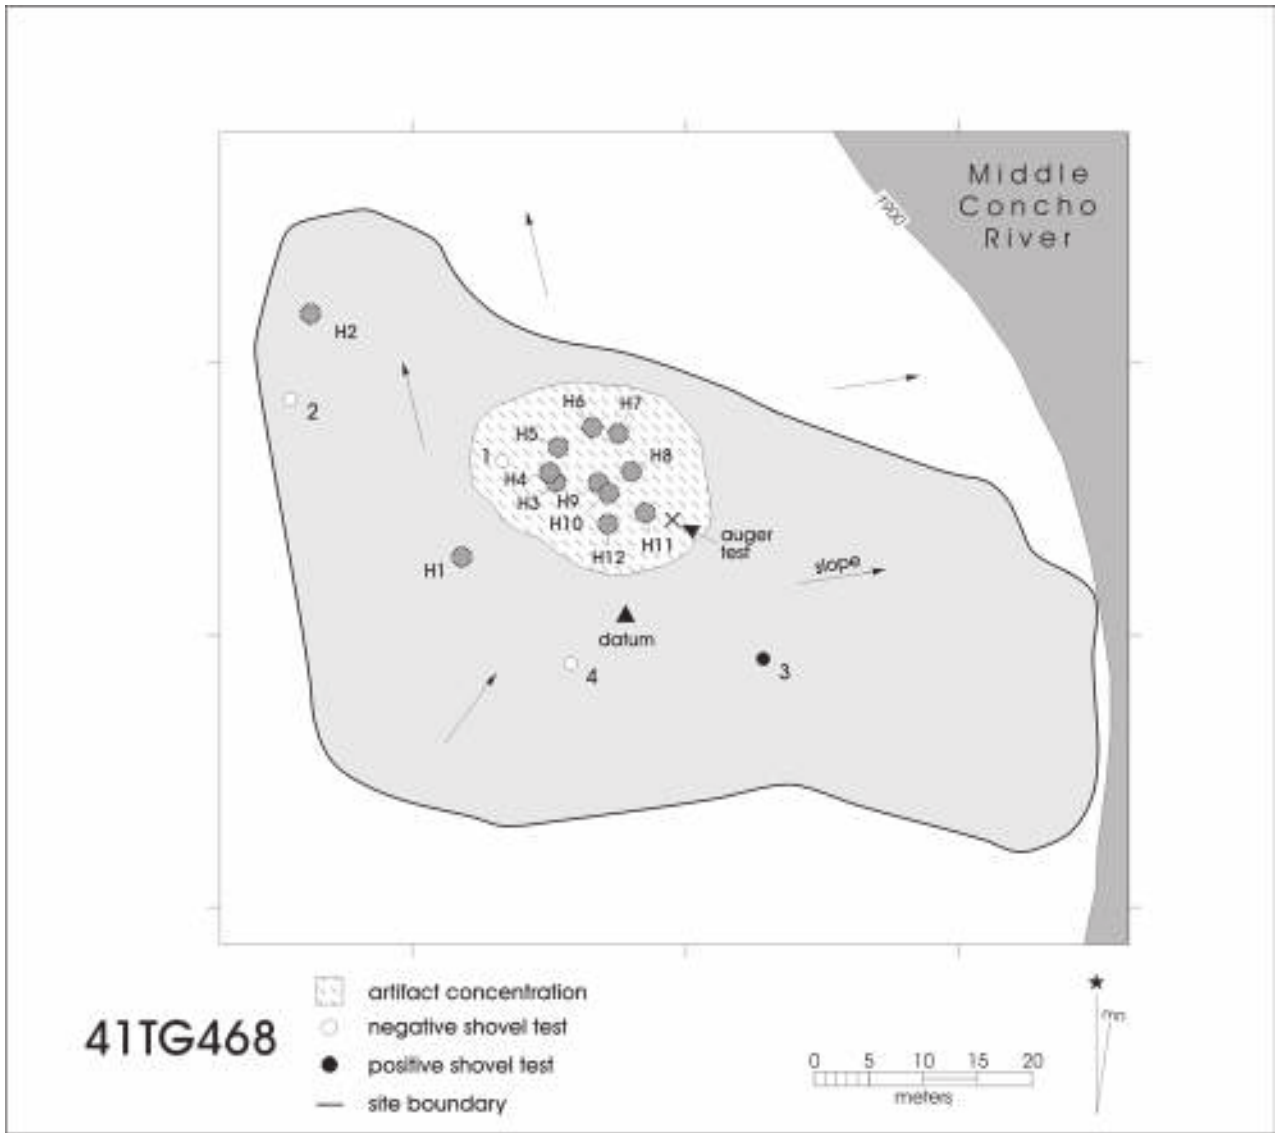 Middle
Concho
River
1900
H2
2
H6
H7
H5
1
H8
H4
H3
H9
H10
H11
auger
test
H12
H1
slope
datum
4
3
artifact concentration
negative shovel test
positive shovel test
site boundary
41TG468
0 5 10 15 20
meters
mn